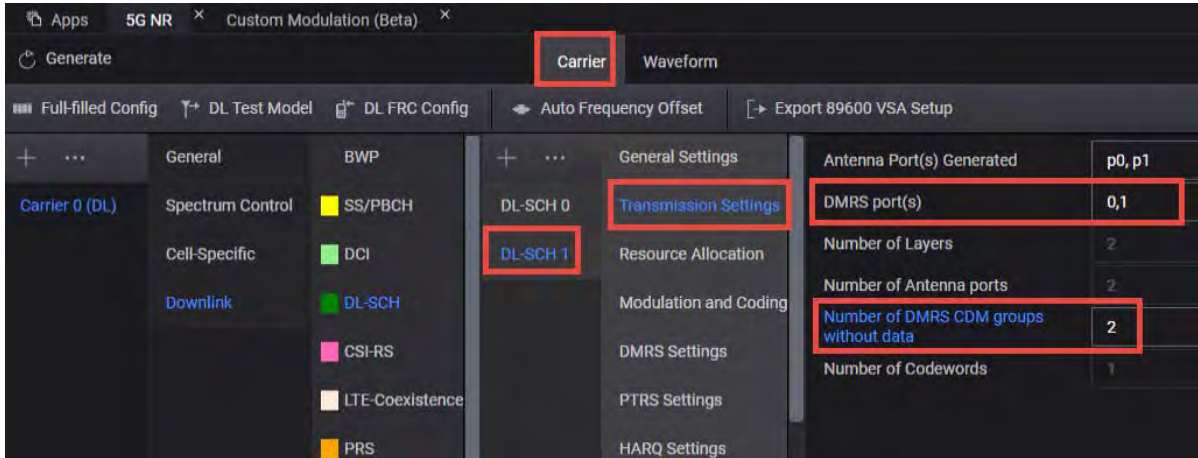 Apps 5G NR × Custom Modulation (Beta) ×
Generate Carrier Waveform
Full-filled Config DL Test Model DL FRC Config Auto Frequency Offset Export 89600 VSA Setup
+ ...
Carrier 0 (DL)
General
Spectrum Control
Cell-Specific
Downlink
BWP
SS/PBCH
DCI
DL-SCH
CSI-RS
LTE-Coexistence
PRS
+ ...
DL-SCH 0
DL-SCH 1
General Settings
Transmission Settings
Resource Allocation
Modulation and Coding
DMRS Settings
PTRS Settings
HARQ Settings
Antenna Port(s) Generated p0, p1
DMRS port(s) 0,1
Number of Layers 2
Number of Antenna ports 2
Number of DMRS CDM groups
without data 2
Number of Codewords 1